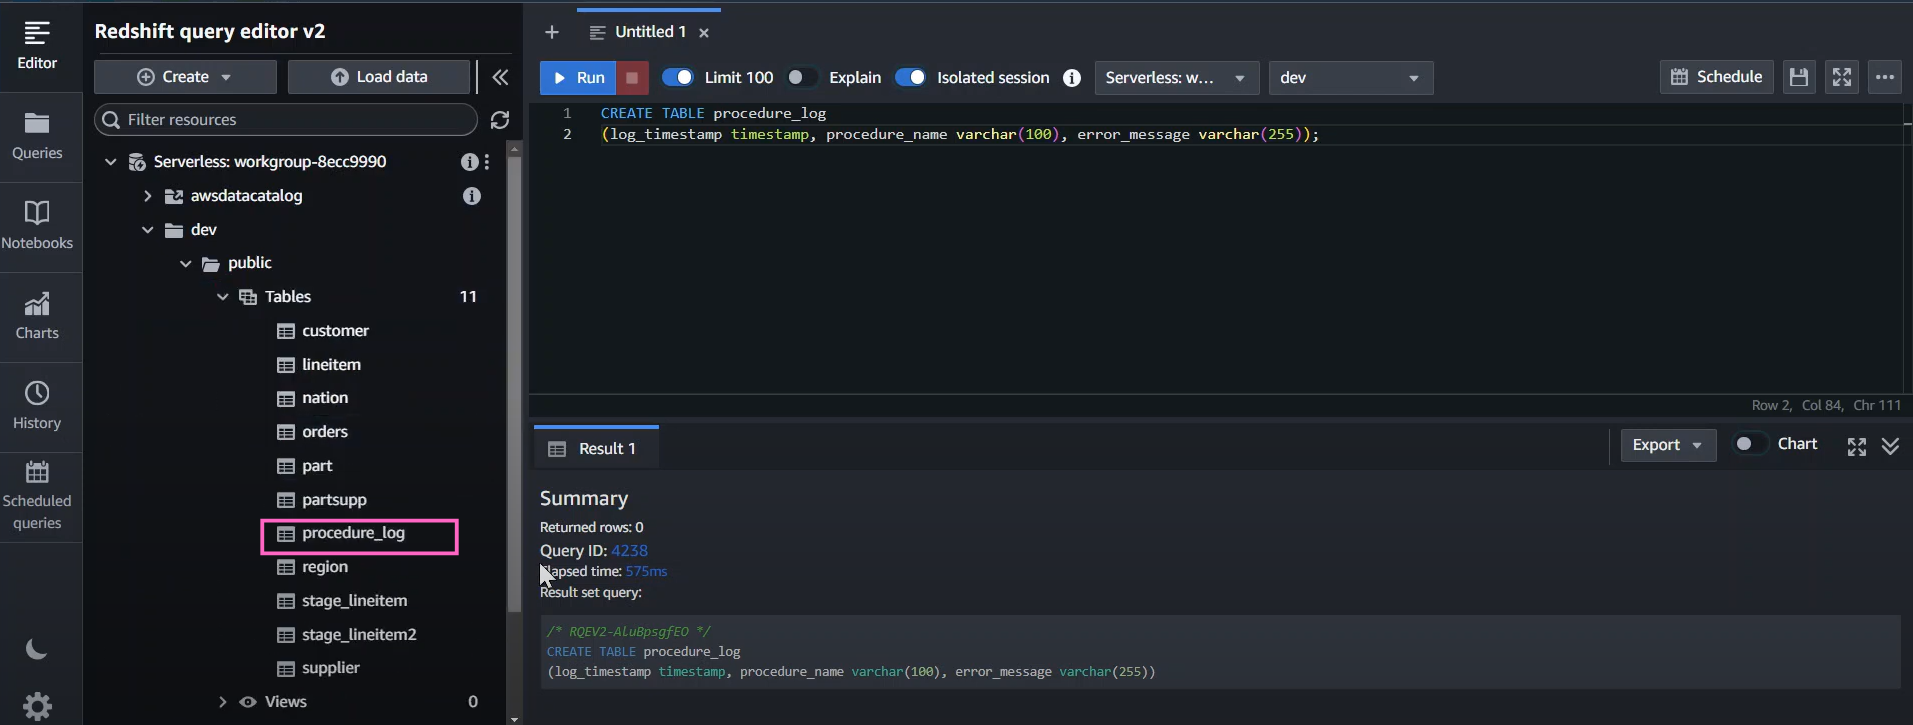 Editor
Queries
Notebooks
Charts
History
Scheduled
queries
Redshift query editor v2
Create
Load data
Filter resources
Serverless: workgroup-8ecc9990
awsdatacatalog
dev
public
Tables 11
customer
lineitem
nation
orders
part
partsupp
procedure_log
region
stage_lineitem
stage_lineitem2
supplier
Views 0
Untitled 1
Run Limit 100 Explain Isolated session Serverless: w... dev Schedule
1 CREATE TABLE procedure_log
2 (log_timestamp timestamp, procedure_name varchar(100), error_message varchar(255));
Row 2, Col 84, Chr 111
Result 1 Export Chart
Summary
Returned rows: 0
Query ID: 4238
lapsed time: 575ms
Result set query:
/* RQEV2-AluBpsgfEO */
CREATE TABLE procedure_log
(log_timestamp timestamp, procedure_name varchar(100), error_message varchar(255))